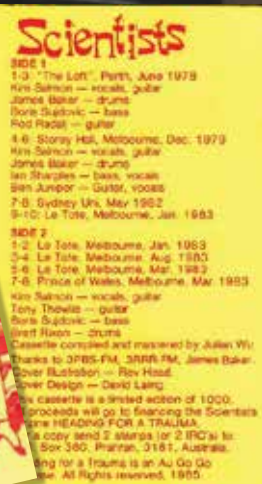 Scientists
SIDE 1
1-3: "The Loft", Perth, June 1978
Kim Salmon — vocals, guitar
James Baker — drums
Boris Sujdovic — bass
Rod Radalj — guitar
4-6: Storey Hall, Melbourne, Dec. 1979
Kim Salmon — vocals, guitar
James Baker — drums
Ian Sharples — bass, vocals
Ben Juniper — Guitar, vocals
7-8: Sydney Uni, May 1982
9-10: Le Tote, Melbourne, Jan. 1983
SIDE 2
1-2: Le Tote, Melbourne, Jan. 1983
3-4: Le Tote, Melbourne, Aug. 1983
5-6: Le Tote, Melbourne, Mar. 1983
7-8: Prince of Wales, Melbourne, Mar. 1983
Kim Salmon — vocals, guitar
Tony Thewlis — guitar
Boris Sujdovic — bass
Brett Rixon — drums
Cassette compiled and mastered by Julian Wu
Thanks to 3PBS-FM, 3RRR-FM, James Baker.
Cover Illustration — Rev Head
Cover Design — David Laing
cassette is a limited edition of 1000.
proceeds will go to financing the Scientists
HEADING FOR A TRAUMA.
a copy send 2 stamps (or 2 IRC's) to:
Box 360, Prahran, 3181, Australia.
ing for a Trauma is an Au Go Go
All Rights reserved, 1985.